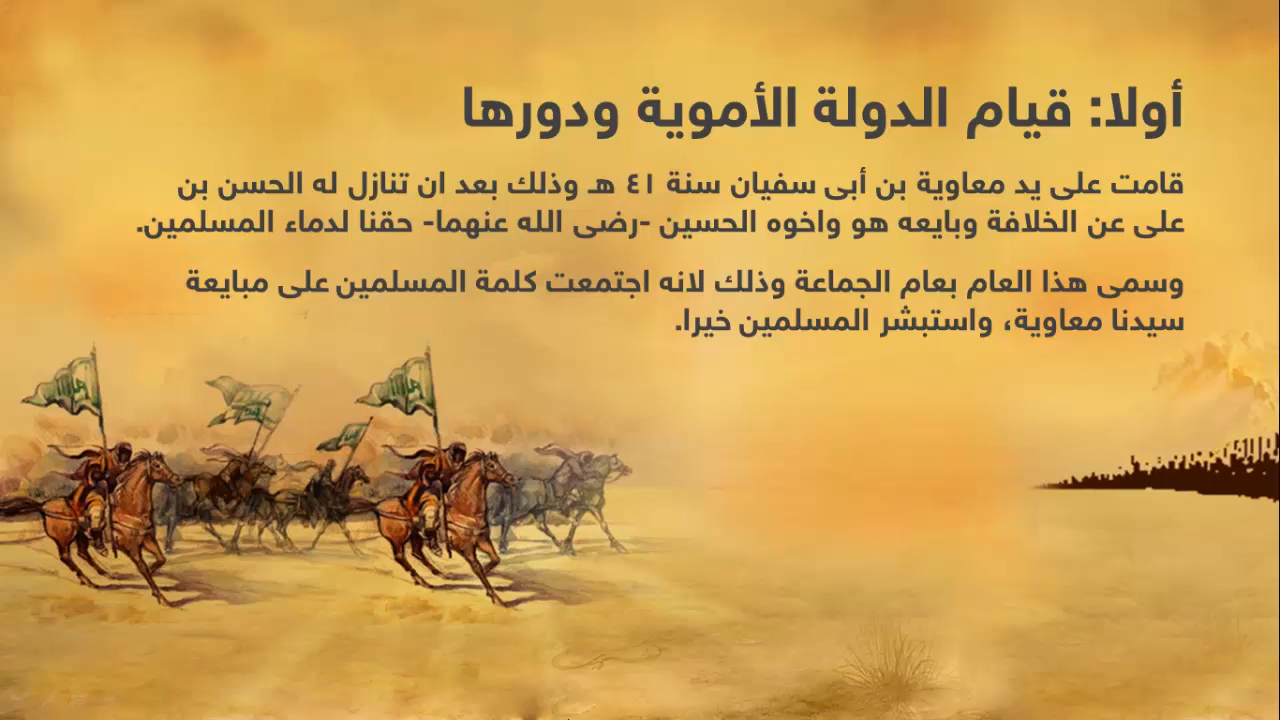 أولا: قيام الدولة الأموية ودورها
قامت على يد معاوية بن أبى سفيان سنة ٤١ هـ وذلك بعد ان تنازل له الحسن بن
على عن الخلافة وبايعه هو واخوه الحسين -رضى الله عنهما- حقنا لدماء المسلمين.
وسمى هذا العام بعام الجماعة وذلك لانه اجتمعت كلمة المسلمين على مبايعة
سيدنا معاوية، واستبشر المسلمين خيرا.